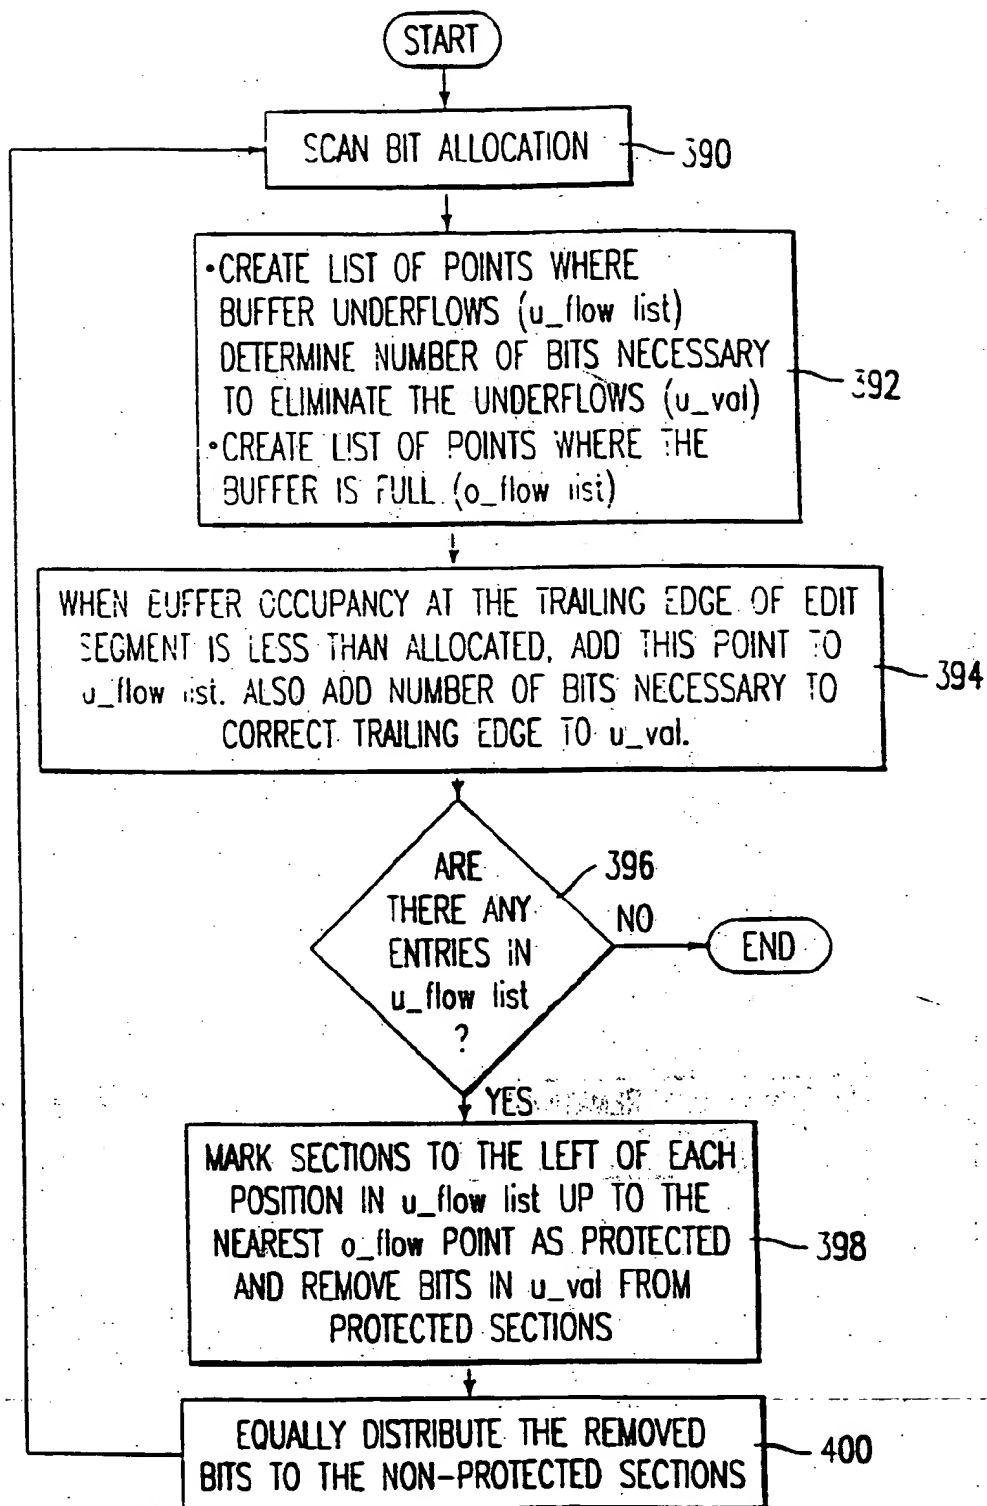 START
SCAN BIT ALLOCATION
390
•CREATE LIST OF POINTS WHERE
BUFFER UNDERFLOWS (u_flow list)
DETERMINE NUMBER OF BITS NECESSARY
TO ELIMINATE THE UNDERFLOWS (u_val)
•CREATE LIST OF POINTS WHERE THE
BUFFER IS FULL (o_flow list)
392
WHEN BUFFER OCCUPANCY AT THE TRAILING EDGE OF EDIT
SEGMENT IS LESS THAN ALLOCATED, ADD THIS POINT TO
u_flow list. ALSO ADD NUMBER OF BITS NECESSARY TO
CORRECT TRAILING EDGE TO u_val.
394
ARE
THERE ANY
ENTRIES IN
u_flow list
?
396
NO
END
YES
MARK SECTIONS TO THE LEFT OF EACH
POSITION IN u_flow list UP TO THE
NEAREST o_flow POINT AS PROTECTED
AND REMOVE BITS IN u_val FROM
PROTECTED SECTIONS
398
EQUALLY DISTRIBUTE THE REMOVED
BITS TO THE NON-PROTECTED SECTIONS
400